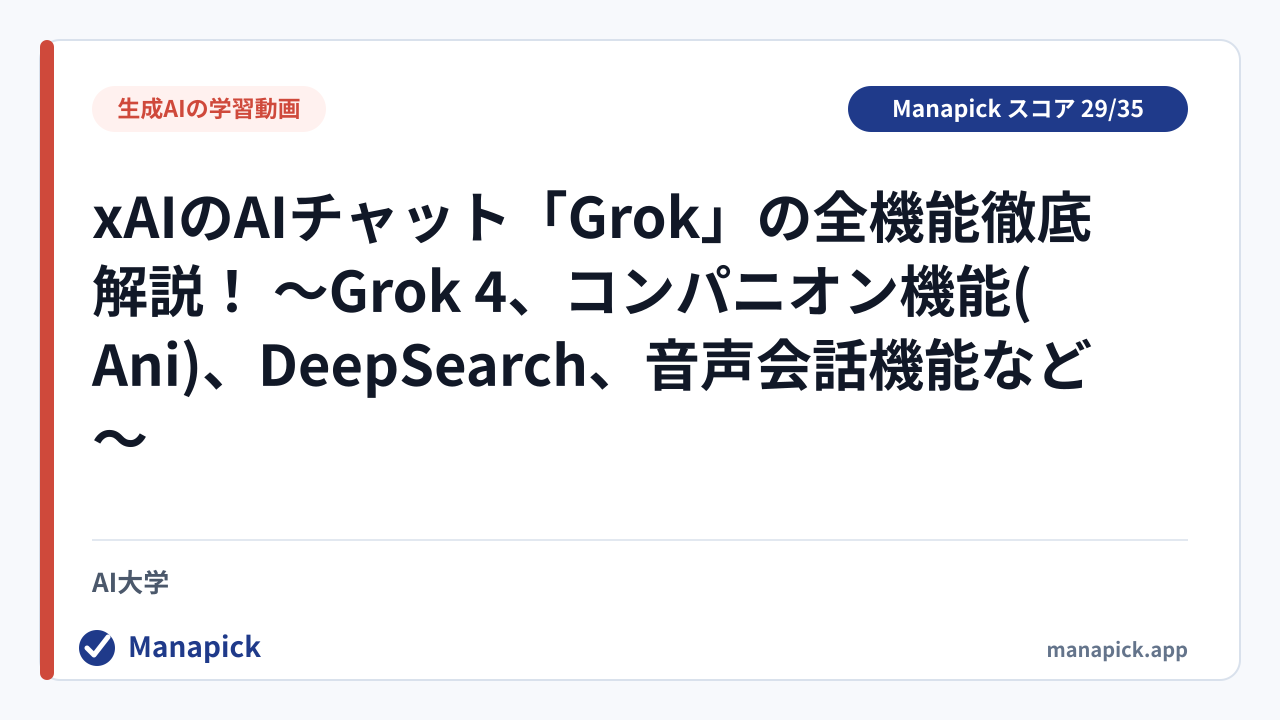 生成AIの学習動画
Manapick スコア 29/35
xAIのAIチャット「Grok」の全機能徹底
解説！ ～Grok 4、コンパニオン機能(
Ani)、DeepSearch、音声会話機能など
～
AI大学
Manapick
manapick.app